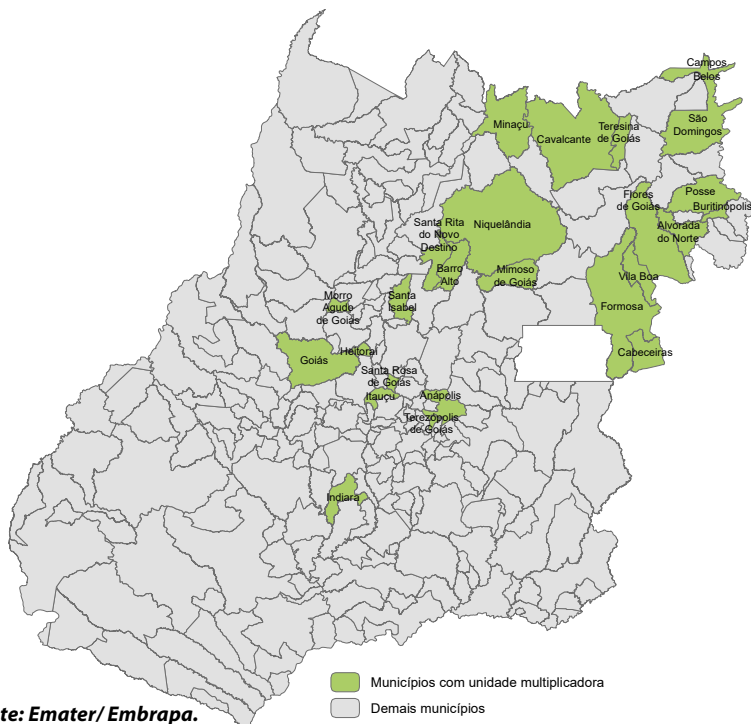 Campos
Belos
Minaçu
Cavalcante
Teresina
de Goiás
São
Domingos
Flores
de Goiás
Posse
Buritinópolis
Alvorada
do Norte
Santa Rita
do Novo
Destino
Niquelândia
Barro
Alto
Mimoso
de Goiás
Vila Boa
Formosa
Cabeceiras
Morro
Agudo
de Goiás
Santa
Isabel
Goiás
Heitoraí
Santa Rosa
de Goiás
Itauçu
Anápolis
Terezópolis
de Goiás
Indiara
Municípios com unidade multiplicadora
Demais municípios
te: Emater/ Embrapa.